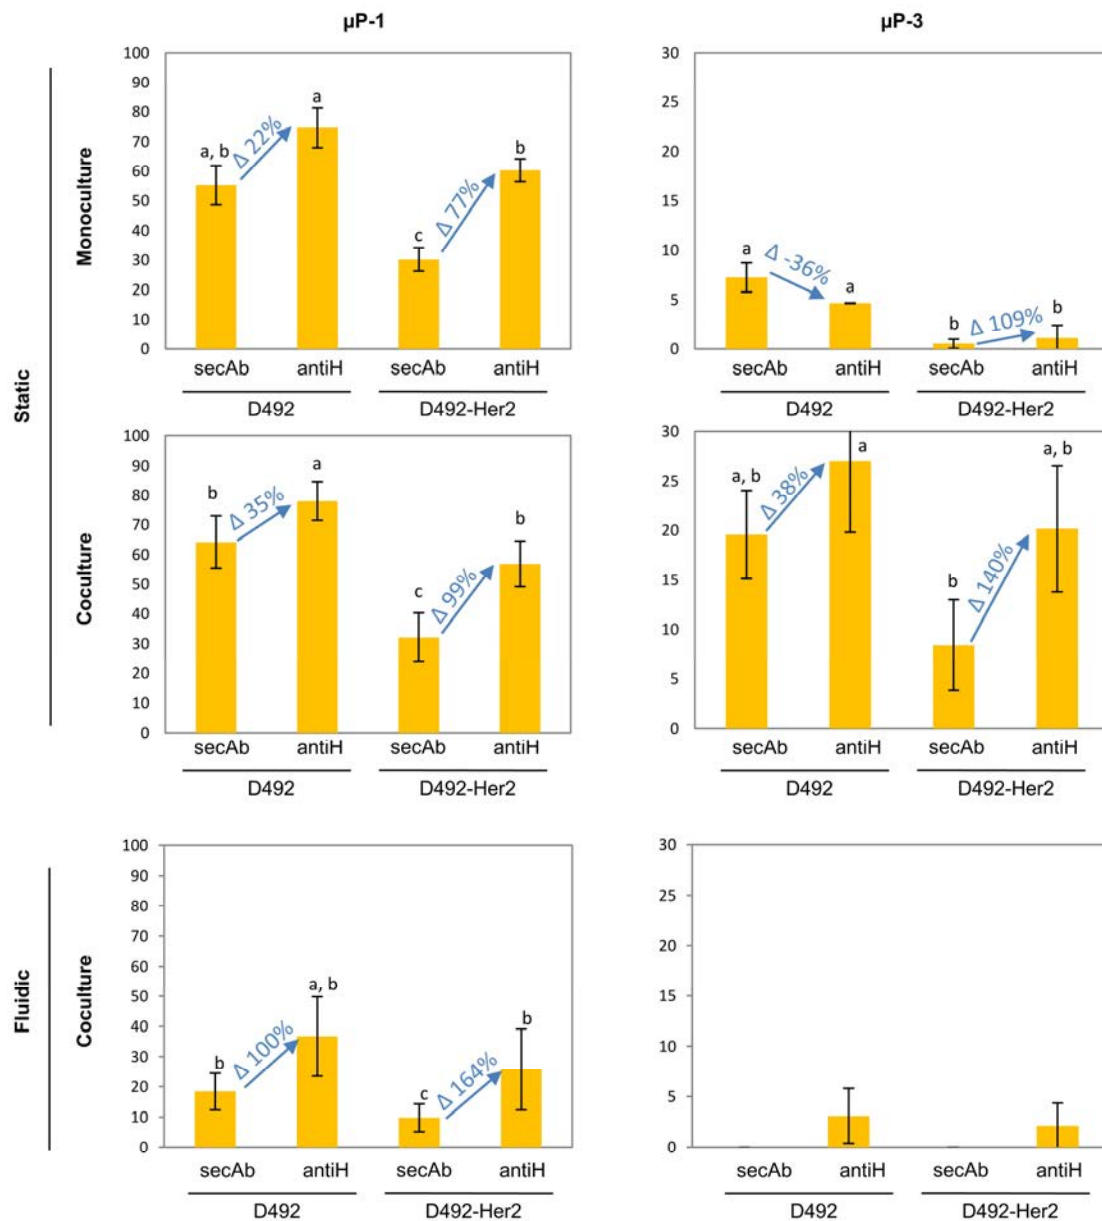 µP-1
µP-3
Static
Monoculture
100
90
80
70
60
50
40
30
20
10
0
a, b
Δ 22%
a
c
Δ 77%
b
secAb antiH secAb antiH
D492 D492-Her2
30
25
20
15
10
5
0
a
Δ -36%
a
b
Δ 109%
b
secAb antiH secAb antiH
D492 D492-Her2
Coculture
100
90
80
70
60
50
40
30
20
10
0
b
Δ 35%
a
c
Δ 99%
b
secAb antiH secAb antiH
D492 D492-Her2
30
25
20
15
10
5
0
a, b
Δ 38%
a
b
Δ 140%
a, b
secAb antiH secAb antiH
D492 D492-Her2
Fluidic
Coculture
100
90
80
70
60
50
40
30
20
10
0
b
Δ 100%
a, b
c
Δ 164%
b
secAb antiH secAb antiH
D492 D492-Her2
30
25
20
15
10
5
0
secAb antiH secAb antiH
D492 D492-Her2